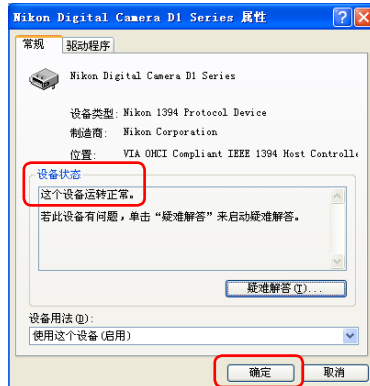 Nikon Digital Camera D1 Series 属性
常规 驱动程序
Nikon Digital Camera D1 Series
设备类型: Nikon 1394 Protocol Device
制造商: Nikon Corporation
位置: VIA OHCI Compliant IEEE 1394 Host Controlle
设备状态
这个设备运转正常。
若此设备有问题，单击“疑难解答”来启动疑难解答。
疑难解答(T)...
设备用法(D):
使用这个设备(启用)
确定 取消